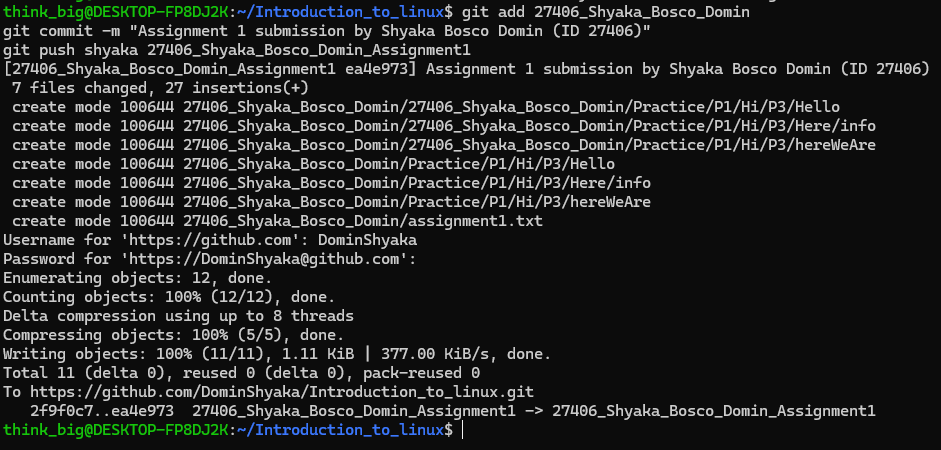 think_big@DESKTOP-FP8DJ2K:~/Introduction_to_linux$ git add 27406_Shyaka_Bosco_Domin
git commit -m "Assignment 1 submission by Shyaka Bosco Domin (ID 27406)"
git push shyaka 27406_Shyaka_Bosco_Domin_Assignment1
[27406_Shyaka_Bosco_Domin_Assignment1 ea4e973] Assignment 1 submission by Shyaka Bosco Domin (ID 27406)
 7 files changed, 27 insertions(+)
 create mode 100644 27406_Shyaka_Bosco_Domin/27406_Shyaka_Bosco_Domin/Practice/P1/Hi/P3/Hello
 create mode 100644 27406_Shyaka_Bosco_Domin/27406_Shyaka_Bosco_Domin/Practice/P1/Hi/P3/Here/info
 create mode 100644 27406_Shyaka_Bosco_Domin/27406_Shyaka_Bosco_Domin/Practice/P1/Hi/P3/hereWeAre
 create mode 100644 27406_Shyaka_Bosco_Domin/Practice/P1/Hi/P3/Hello
 create mode 100644 27406_Shyaka_Bosco_Domin/Practice/P1/Hi/P3/Here/info
 create mode 100644 27406_Shyaka_Bosco_Domin/Practice/P1/Hi/P3/hereWeAre
 create mode 100644 27406_Shyaka_Bosco_Domin/assignment1.txt
Username for 'https://github.com': DominShyaka
Password for 'https://DominShyaka@github.com':
Enumerating objects: 12, done.
Counting objects: 100% (12/12), done.
Delta compression using up to 8 threads
Compressing objects: 100% (5/5), done.
Writing objects: 100% (11/11), 1.11 KiB | 377.00 KiB/s, done.
Total 11 (delta 0), reused 0 (delta 0), pack-reused 0
To https://github.com/DominShyaka/Introduction_to_linux.git
   2f9f0c7..ea4e973  27406_Shyaka_Bosco_Domin_Assignment1 -> 27406_Shyaka_Bosco_Domin_Assignment1
think_big@DESKTOP-FP8DJ2K:~/Introduction_to_linux$